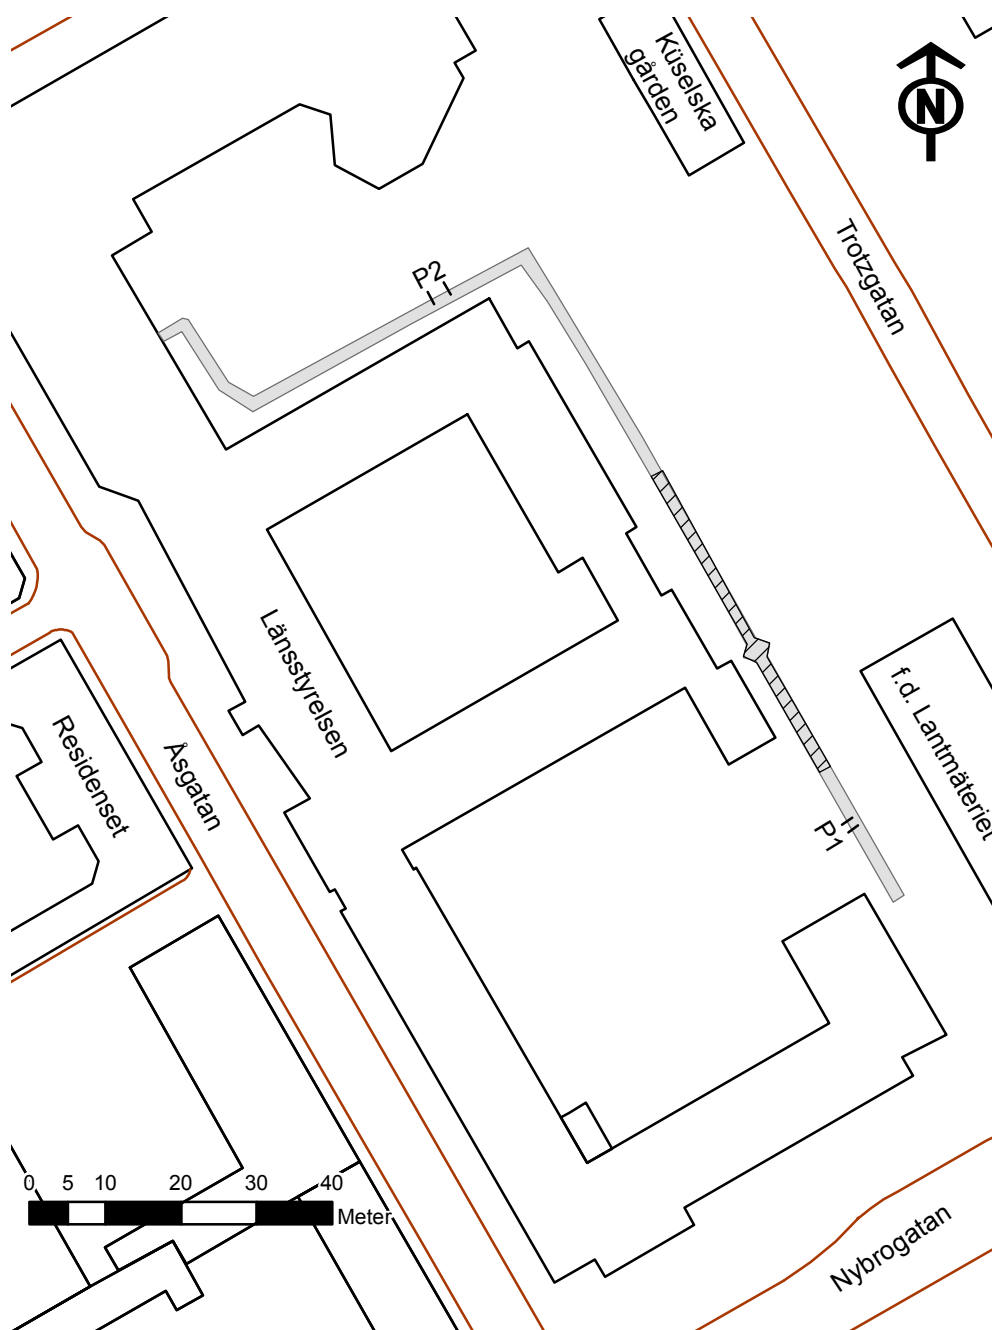 Küselska
gården
N
Trotzgatan
P2
Länsstyrelsen
f.d. Lantmäteriet
Residenset
Åsgatan
P1
0 5 10 20 30 40
Meter
Nybrogatan